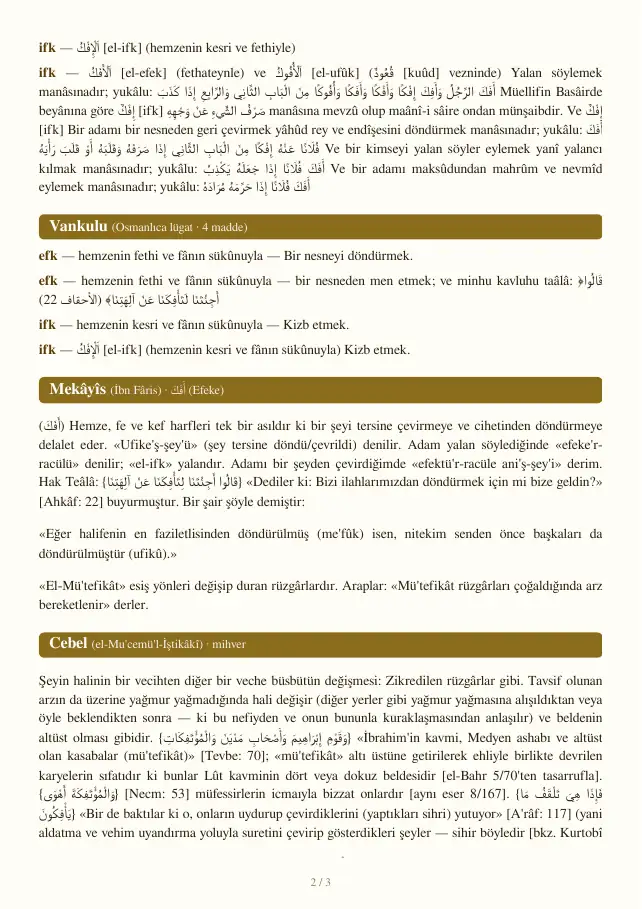 ifk — اَلْإِفْكُ [el-ifk] (hemzenin kesri ve fethiyle)
ifk — اَلْأَفَكُ [el-efek] (fethateynle) ve اَلْأُفُوكُ [el-ufûk] (قُعُودٌ [kuûd] vezninde) Yalan söylemek
manâsınadır; yukâlu: أَفَكَ الرَّجُلُ وَأَفِكَ إِفْكًا وَأَفْكًا وَأَفَكًا وَأُفُوكًا مِنَ الْبَابِ الثَّانِي وَالرَّابِعِ إِذَا كَذَبَ Müellifin Basâirde
beyânına göre إِفْكٌ [ifk] صَرْفُ الشَّيْءِ عَنْ وَجْهِهِ manâsına mevzû olup maânî-i sâire ondan münşaibdir. Ve إِفْكٌ
[ifk] Bir adamı bir nesneden geri çevirmek yâhûd rey ve endîşesini döndürmek manâsınadır; yukâlu: أَفَكَ
فُلَانًا عَنْهُ إِفْكًا مِنَ الْبَابِ الثَّانِي إِذَا صَرَفَهُ وَقَلَبَهُ أَوْ قَلَبَ رَأْيَهُ Ve bir kimseyi yalan söyler eylemek yanî yalancı
kılmak manâsınadır; yukâlu: أَفَكَ فُلَانًا إِذَا جَعَلَهُ يَكْذِبُ Ve bir adamı maksûdundan mahrûm ve nevmîd
eylemek manâsınadır; yukâlu: أَفَكَ فُلَانًا إِذَا حَرَّمَهُ مُرَادَهُ
Vankulu (Osmanlıca lügat · 4 madde)
efk — hemzenin fethi ve fânın sükûnuyla — Bir nesneyi döndürmek.
efk — hemzenin fethi ve fânın sükûnuyla — bir nesneden men etmek; ve minhu kavluhu taâlâ: ﴿قَالُوا
أَجِئْتَنَا لِتَأْفِكَنَا عَنْ آلِهَتِنَا﴾ (الأحقاف 22)
ifk — hemzenin kesri ve fânın sükûnuyla — Kizb etmek.
ifk — اَلْإِفْكُ [el-ifk] (hemzenin kesri ve fânın sükûnuyla) Kizb etmek.
Mekâyîs (İbn Fâris) · أَفَكَ (Efeke)
(أَفَكَ) Hemze, fe ve kef harfleri tek bir asıldır ki bir şeyi tersine çevirmeye ve cihetinden döndürmeye
delalet eder. «Ufike'ş-şey'ü» (şey tersine döndü/çevrildi) denilir. Adam yalan söylediğinde «efeke'r-
racülü» denilir; «el-ifk» yalandır. Adamı bir şeyden çevirdiğimde «efektü'r-racüle ani'ş-şey'i» derim.
Hak Teâlâ: {قَالُوا أَجِئْتَنَا لِتَأْفِكَنَا عَنْ آلِهَتِنَا} «Dediler ki: Bizi ilahlarımızdan döndürmek için mi bize geldin?»
[Ahkâf: 22] buyurmuştur. Bir şair şöyle demiştir:
«Eğer halifenin en faziletlisinden döndürülmüş (me'fûk) isen, nitekim senden önce başkaları da
döndürülmüştür (ufikû).»
«El-Mü'tefikât» esiş yönleri değişip duran rüzgârlardır. Araplar: «Mü'tefikât rüzgârları çoğaldığında arz
bereketlenir» derler.
Cebel (el-Mu'cemü'l-İştikâkî) · mihver
Şeyin halinin bir vecihten diğer bir veche büsbütün değişmesi: Zikredilen rüzgârlar gibi. Tavsif olunan
arzın da üzerine yağmur yağmadığında hali değişir (diğer yerler gibi yağmur yağmasına alışıldıktan veya
öyle beklendikten sonra — ki bu nefiyden ve onun bununla kuraklaşmasından anlaşılır) ve beldenin
altüst olması gibidir. {وَقَوْمِ إِبْرَاهِيمَ وَأَصْحَابِ مَدْيَنَ وَالْمُؤْتَفِكَاتِ} «İbrahim'in kavmi, Medyen ashabı ve altüst
olan kasabalar (mü'tefikât)» [Tevbe: 70]; «mü'tefikât» altı üstüne getirilerek ehliyle birlikte devrilen
karyelerin sıfatıdır ki bunlar Lût kavminin dört veya dokuz beldesidir [el-Bahr 5/70'ten tasarrufla].
{وَالْمُؤْتَفِكَةَ أَهْوَى} [Necm: 53] müfessirlerin icmaıyla bizzat onlardır [aynı eser 8/167]. {فَإِذَا هِيَ تَلْقَفُ مَا
يَأْفِكُونَ} «Bir de baktılar ki o, onların uydurup çevirdiklerini (yaptıkları sihri) yutuyor» [A'râf: 117] (yani
aldatma ve vehim uyandırma yoluyla suretini çevirip gösterdikleri şeyler — sihir böyledir [bkz. Kurtobî
.
2 / 3